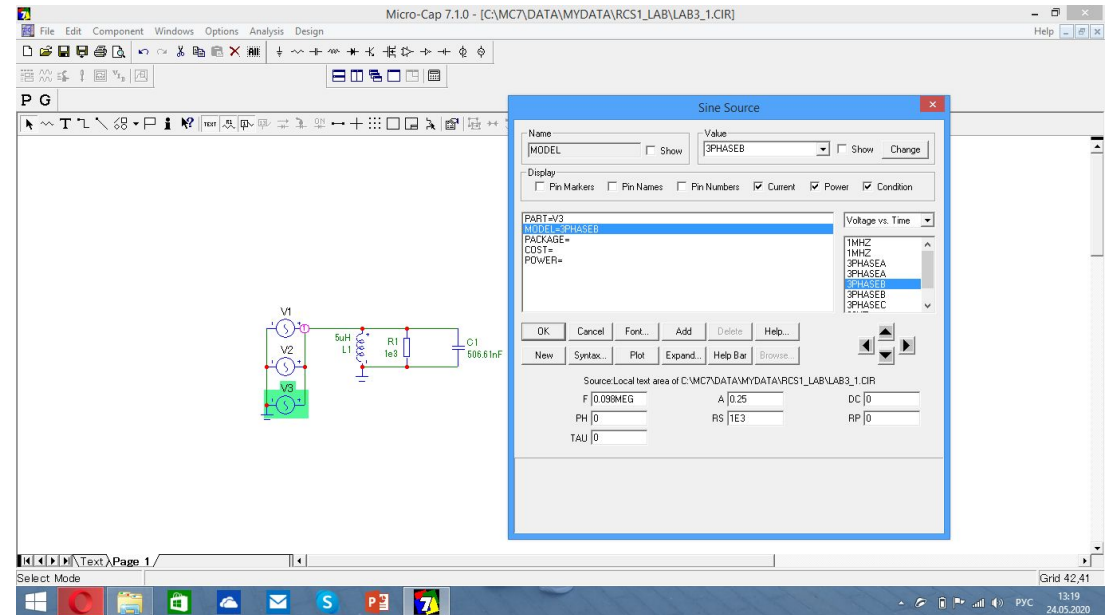 Micro-Cap 7.1.0 - [C:\MC7\DATA\MYDATA\RCS1_LAB\LAB3_1.CIR]
File Edit Component Windows Options Analysis Design Help
P G
TEXT
Sine Source
Name
MODEL
Show
Value
3PHASEB
Show
Change
Display
Pin Markers Pin Names Pin Numbers Current Power Condition
PART=V3
MODEL=3PHASEB
PACKAGE=
COST=
POWER=
Voltage vs. Time
1MHZ
1MHZ
3PHASEA
3PHASEA
3PHASEB
3PHASEB
3PHASEC
OK Cancel Font... Add Delete Help...
New Syntax... Plot Expand... Help Bar Browse...
Source:Local text area of C:\MC7\DATA\MYDATA\RCS1_LAB\LAB3_1.CIR
F 0.098MEG A 0.25 DC 0
PH 0 RS 1E3 RP 0
TAU 0
V1
1
5uH
L1
R1
1e3
C1
506.61nF
V2
V3
Text Page 1
Select Mode
Grid 42,41
РУС
13:19
24.05.2020